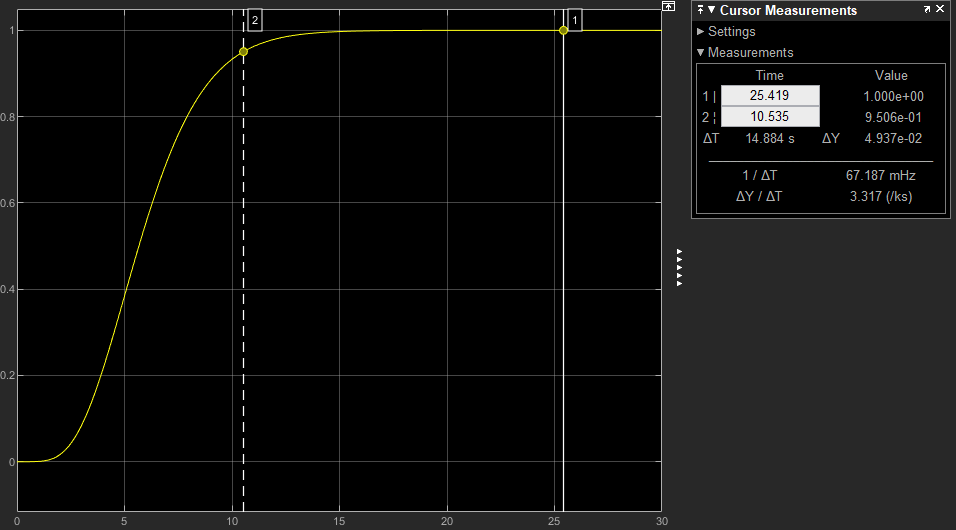 2
1
1
0.8
0.6
0.4
0.2
0
0 5 10 15 20 25 30
Cursor Measurements
Settings
Measurements
Time Value
1 25.419 1.000e+00
2 10.535 9.506e-01
ΔT 14.884 s ΔY 4.937e-02
1 / ΔT 67.187 mHz
ΔY / ΔT 3.317 (/ks)